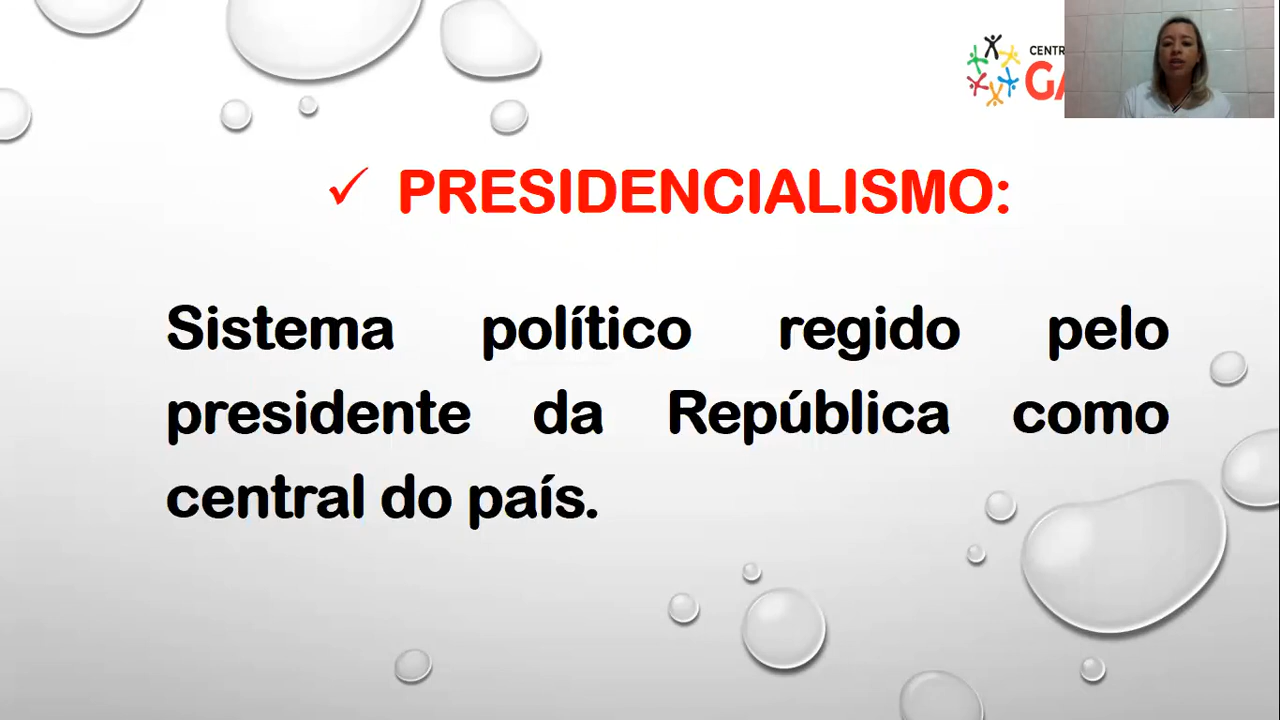 PRESIDENCIALISMO:
Sistema político regido pelo
presidente da República como
central do país.